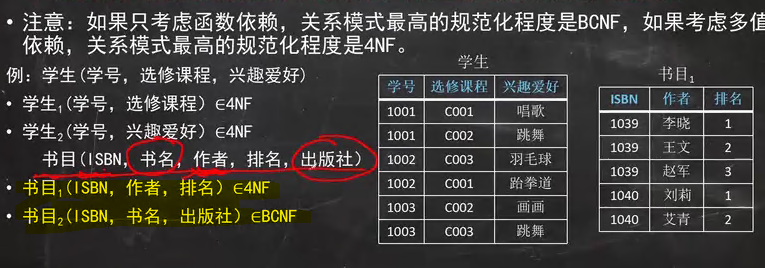 • 注意：如果只考虑函数依赖，关系模式最高的规范化程度是BCNF，如果考虑多值
依赖，关系模式最高的规范化程度是4NF。
例：学生(学号，选修课程，兴趣爱好)
• 学生1(学号，选修课程) ∈4NF
• 学生2(学号，兴趣爱好) ∈4NF
书目(ISBN，书名，作者，排名，出版社)
• 书目1(ISBN，作者，排名) ∈4NF
• 书目2(ISBN，书名，出版社) ∈BCNF
学生
学号 选修课程 兴趣爱好
1001 C001 唱歌
1001 C002 跳舞
1002 C003 羽毛球
1002 C001 跆拳道
1003 C002 画画
1003 C003 跳舞
书目1
ISBN 作者 排名
1039 李晓 1
1039 王文 2
1039 赵军 3
1040 刘莉 1
1040 艾青 2